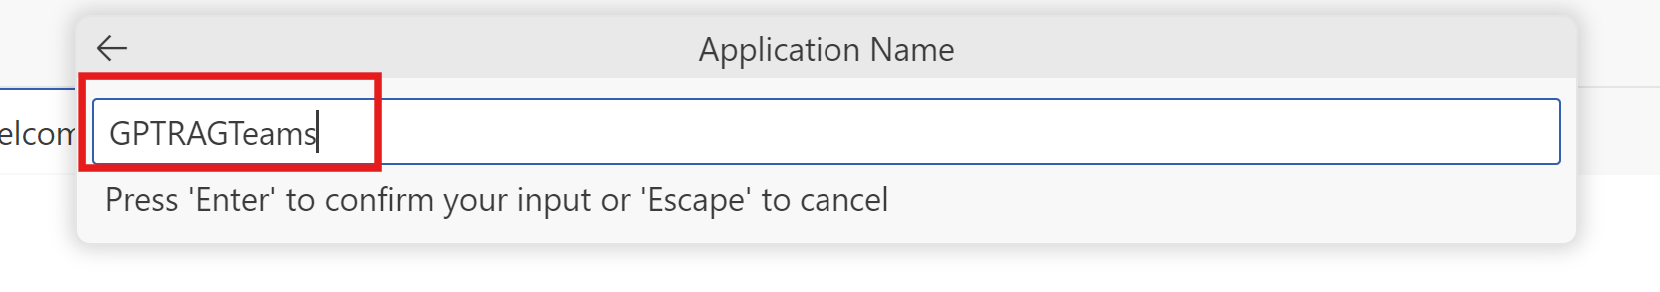 Application Name
elcom
GPTRAGTeams
Press 'Enter' to confirm your input or 'Escape' to cancel